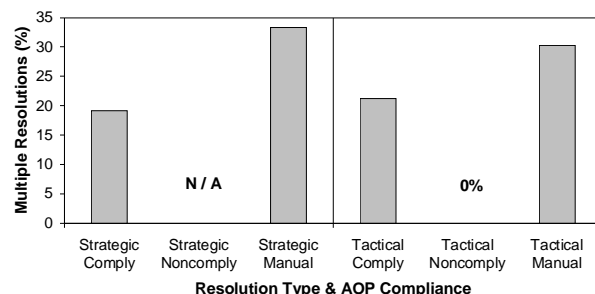 Multiple Resolutions (%)
35
30
25
20
15
10
5
0
N / A
0%
Strategic Comply
Strategic Noncomply
Strategic Manual
Tactical Comply
Tactical Noncomply
Tactical Manual
Resolution Type & AOP Compliance